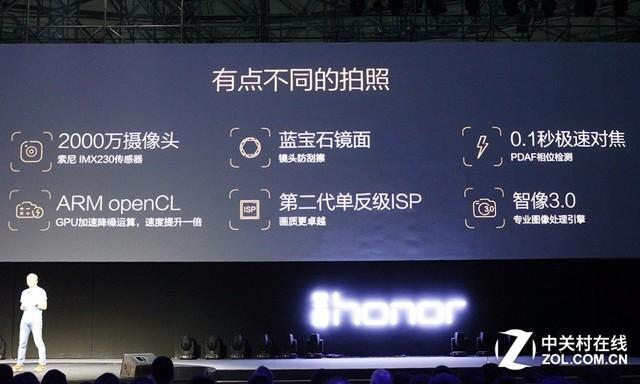 有点不同的拍照
2000万摄像头
索尼 IMX230传感器
蓝宝石镜面
镜头防刮擦
0.1秒极速对焦
PDAF相位检测
ARM openCL
GPU加速降噪运算，速度提升一倍
ISP
第二代单反级ISP
画质更卓越
3.0
智像3.0
专业图像处理引擎
荣耀
honor
Z
中关村在线
ZOL.COM.CN